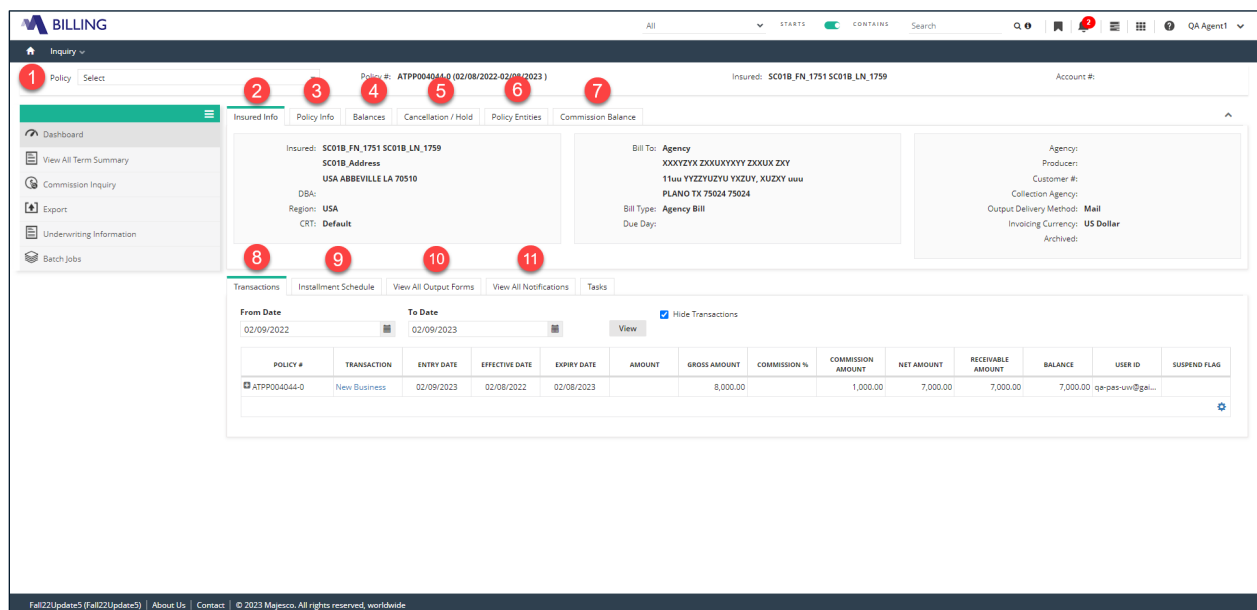 BILLING
All
STARTS CONTAINS
Search
2
QA Agent1
Inquiry
1 Policy Select
Policy #: ATPP004044-0 (02/08/2022-02/08/2023 )
Insured: SC01B_FN_1751 SC01B_LN_1759
Account #:
2 3 4 5 6 7
Insured Info Policy Info Balances Cancellation / Hold Policy Entities Commission Balance
Dashboard
View All Term Summary
Commission Inquiry
Export
Underwriting Information
Batch Jobs
Insured: SC01B_FN_1751 SC01B_LN_1759
SC01B_Address
USA ABBEVILLE LA 70510
DBA:
Region: USA
CRT: Default
Bill To: Agency
XXXYZYX ZXXUXYXYY ZXXUX ZXY
11uu YYZZYUZYU YXZUY, XUZXY uuu
PLANO TX 75024 75024
Bill Type: Agency Bill
Due Day:
Agency:
Producer:
Customer #:
Collection Agency:
Output Delivery Method: Mail
Invoicing Currency: US Dollar
Archived:
8 9 10 11
Transactions Installment Schedule View All Output Forms View All Notifications Tasks
From Date To Date
Hide Transactions
02/09/2022 02/09/2023 View
POLICY # TRANSACTION ENTRY DATE EFFECTIVE DATE EXPIRY DATE AMOUNT GROSS AMOUNT COMMISSION % COMMISSION AMOUNT NET AMOUNT RECEIVABLE AMOUNT BALANCE USER ID SUSPEND FLAG
ATPP004044-0 New Business 02/09/2023 02/08/2022 02/08/2023 8,000.00 1,000.00 7,000.00 7,000.00 7,000.00 qa-pas-uw@gai...
Fall22Update5 (Fall22Update5) | About Us | Contact | © 2023 Majesco. All rights reserved, worldwide